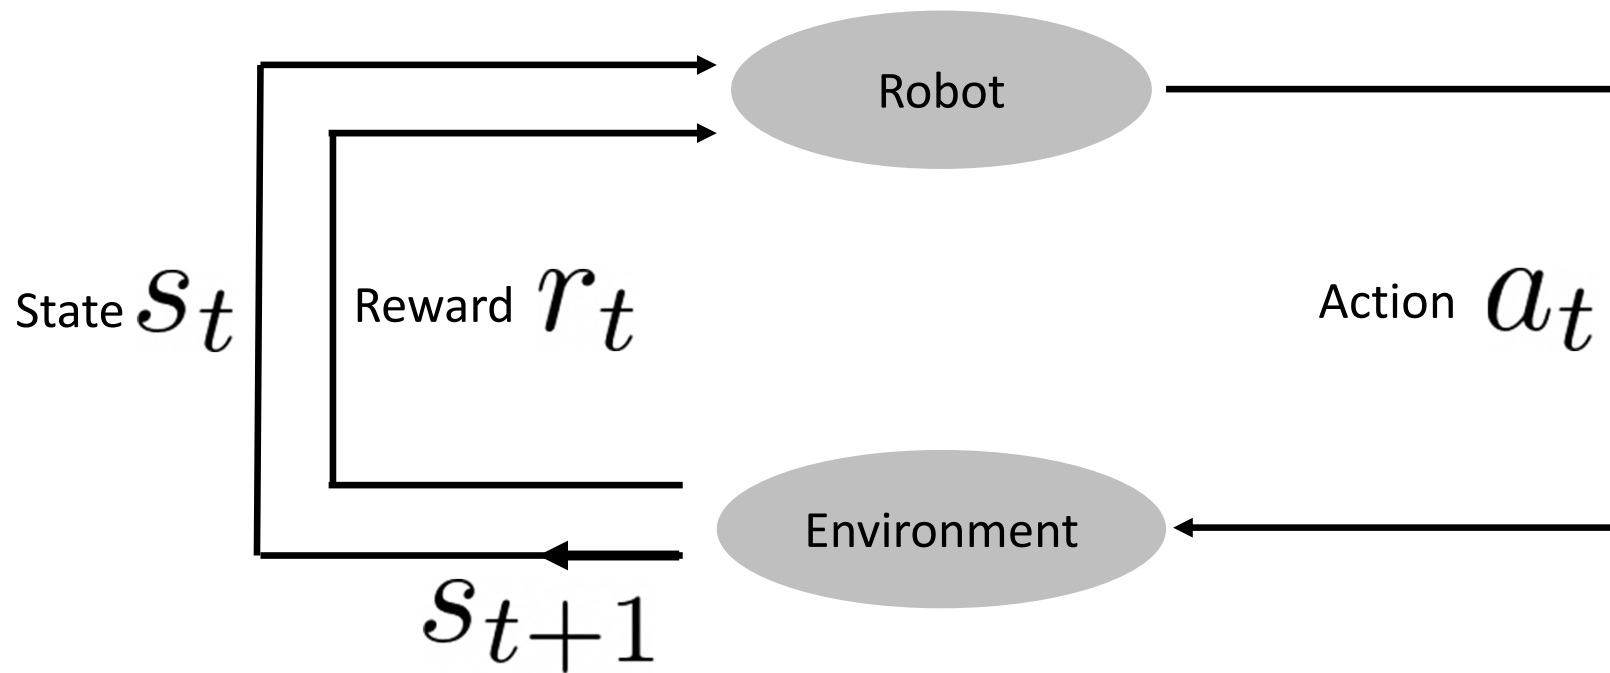 Robot
State s_t
Reward r_t
Action a_t
Environment
s_{t+1}